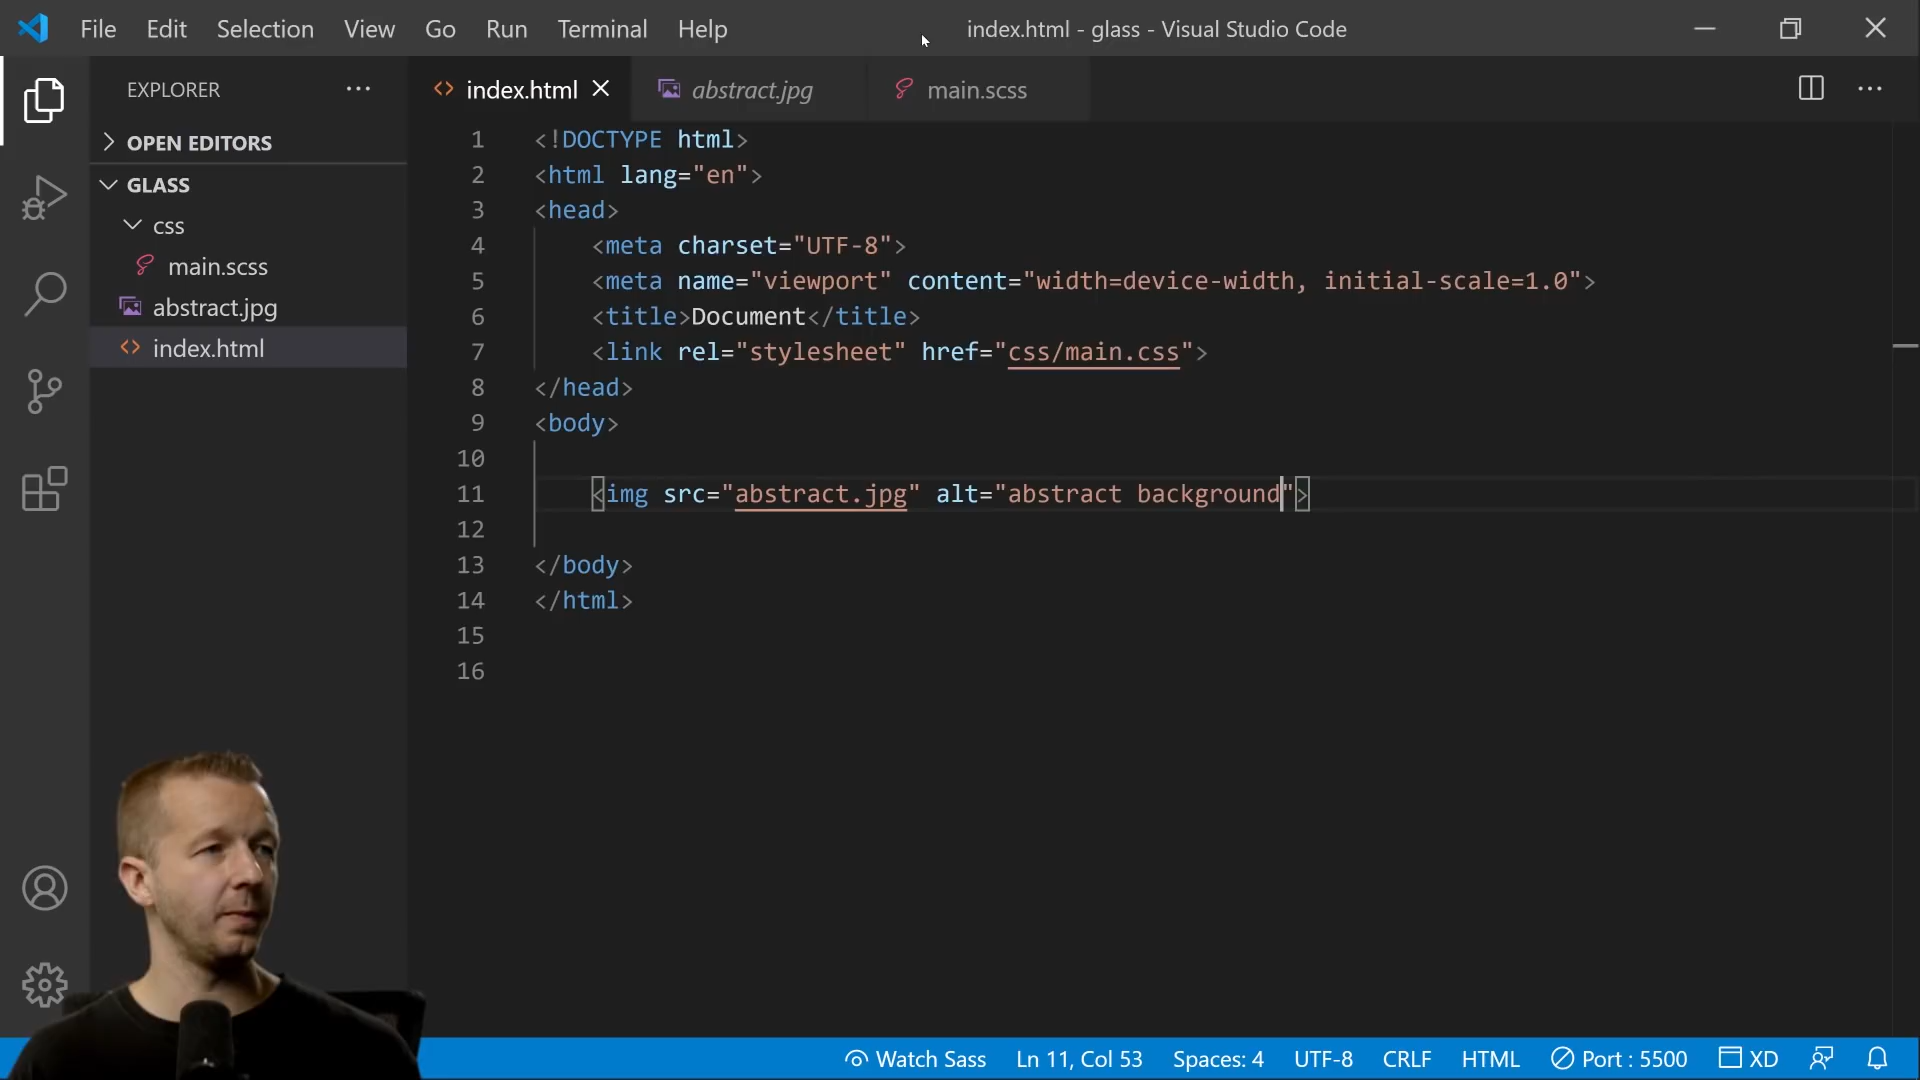 File Edit Selection View Go Run Terminal Help
index.html - glass - Visual Studio Code
EXPLORER
OPEN EDITORS
GLASS
css
main.scss
abstract.jpg
index.html
index.html
abstract.jpg
main.scss
1 <!DOCTYPE html>
2 <html lang="en">
3 <head>
4 <meta charset="UTF-8">
5 <meta name="viewport" content="width=device-width, initial-scale=1.0">
6 <title>Document</title>
7 <link rel="stylesheet" href="css/main.css">
8 </head>
9 <body>
10
11 <img src="abstract.jpg" alt="abstract background">
12
13 </body>
14 </html>
15
16
Watch Sass Ln 11, Col 53 Spaces: 4 UTF-8 CRLF HTML Port : 5500 XD